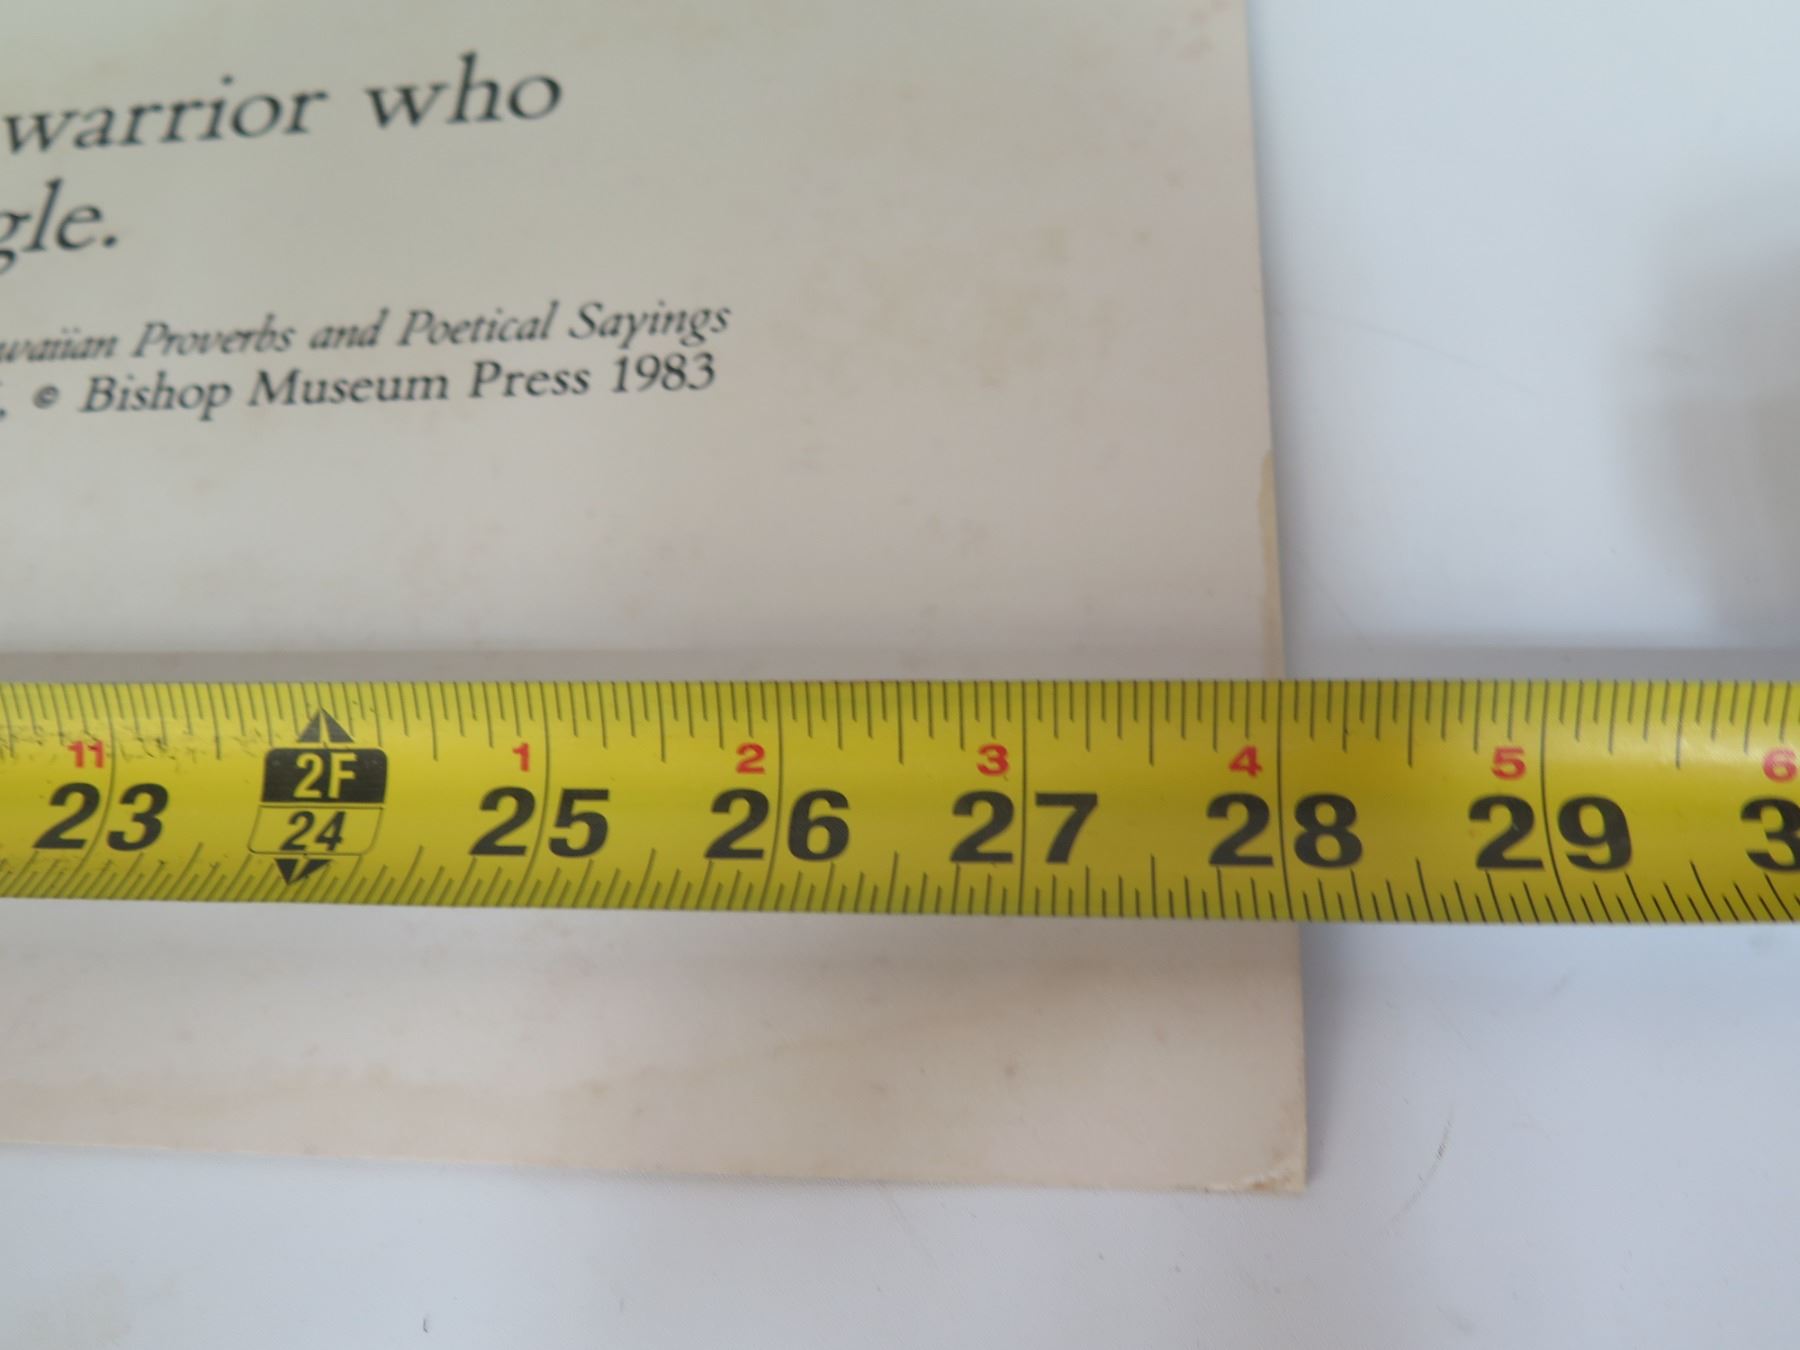 warrior who
gle.
waiian Proverbs and Poetical Sayings
, © Bishop Museum Press 1983
11 1 2 3 4 5 6
23 2F 24 25 26 27 28 29 3